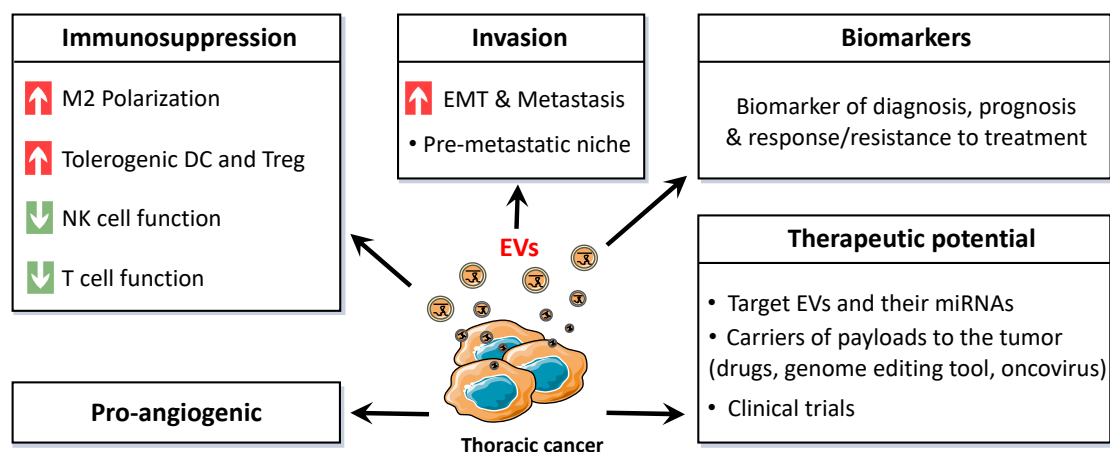 Immunosuppression
M2 Polarization
Tolerogenic DC and Treg
NK cell function
T cell function
Invasion
EMT & Metastasis
• Pre-metastatic niche
Biomarkers
Biomarker of diagnosis, prognosis
& response/resistance to treatment
EVs
Therapeutic potential
• Target EVs and their miRNAs
• Carriers of payloads to the tumor
(drugs, genome editing tool, oncovirus)
• Clinical trials
Pro-angiogenic
Thoracic cancer